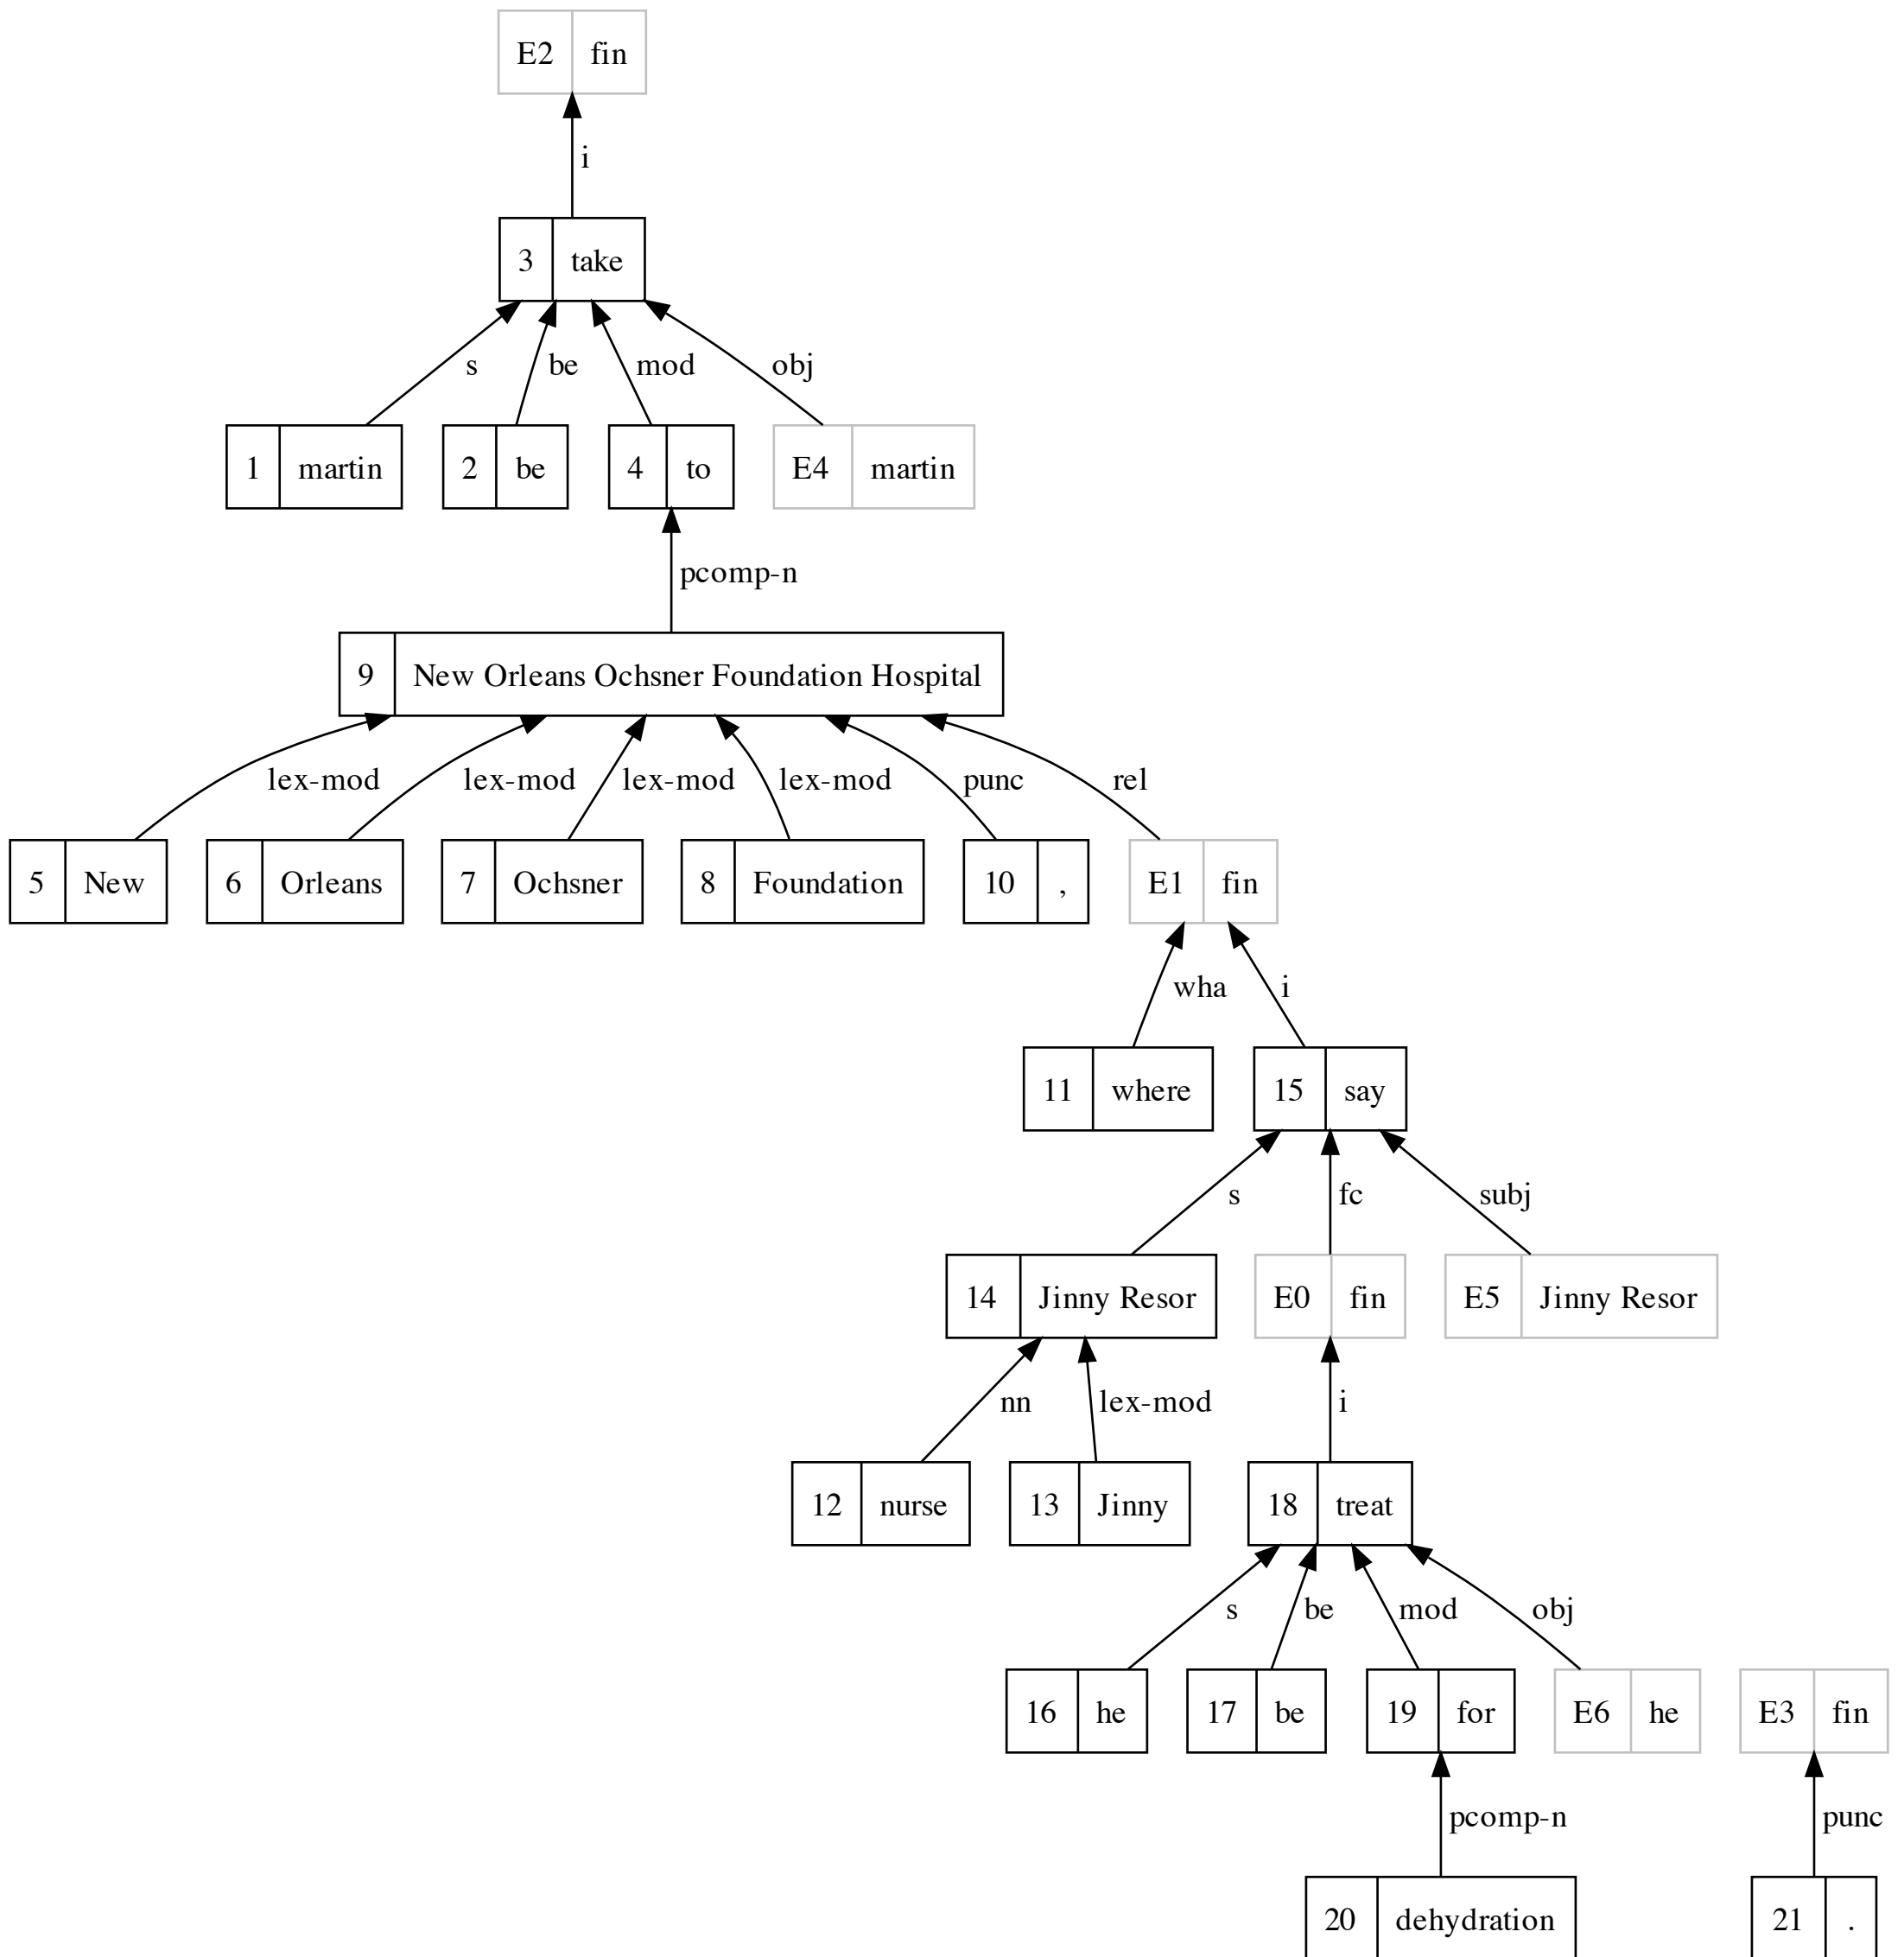 E2 fin
i
3 take
s be mod obj
1 martin 2 be 4 to E4 martin
pcomp-n
9 New Orleans Ochsner Foundation Hospital
lex-mod lex-mod lex-mod lex-mod punc rel
5 New 6 Orleans 7 Ochsner 8 Foundation 10 , E1 fin
wha i
11 where 15 say
s fc subj
14 Jinny Resor E0 fin E5 Jinny Resor
nn lex-mod i
12 nurse 13 Jinny 18 treat
s be mod obj
16 he 17 be 19 for E6 he E3 fin
pcomp-n punc
20 dehydration 21 .